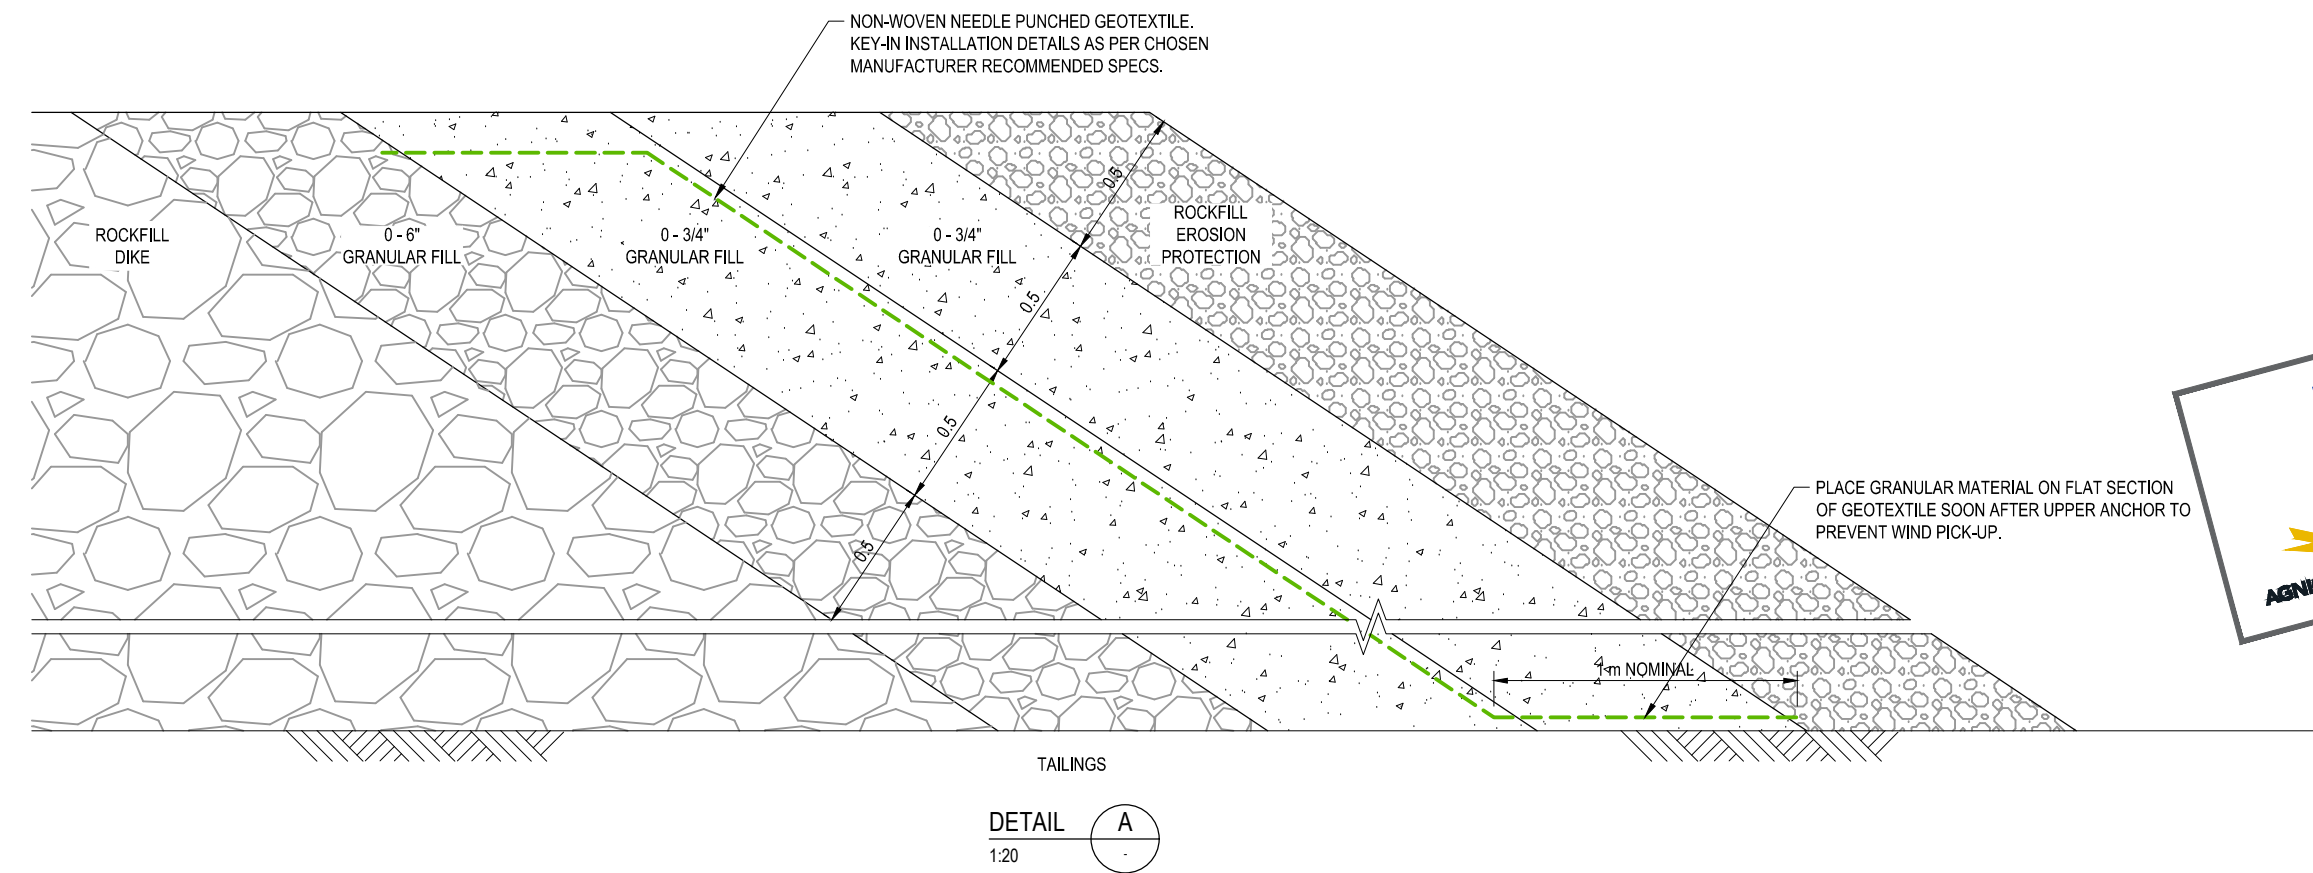 NON-WOVEN NEEDLE PUNCHED GEOTEXTILE.
KEY-IN INSTALLATION DETAILS AS PER CHOSEN
MANUFACTURER RECOMMENDED SPECS.
ROCKFILL
DIKE
0 - 6"
GRANULAR FILL
0 - 3/4"
GRANULAR FILL
0 - 3/4"
GRANULAR FILL
ROCKFILL
EROSION
PROTECTION
0.5
0.5
0.5
0.5
PLACE GRANULAR MATERIAL ON FLAT SECTION
OF GEOTEXTILE SOON AFTER UPPER ANCHOR TO
PREVENT WIND PICK-UP.
1 m NOMINAL
TAILINGS
DETAIL A
1:20 -
AGNI